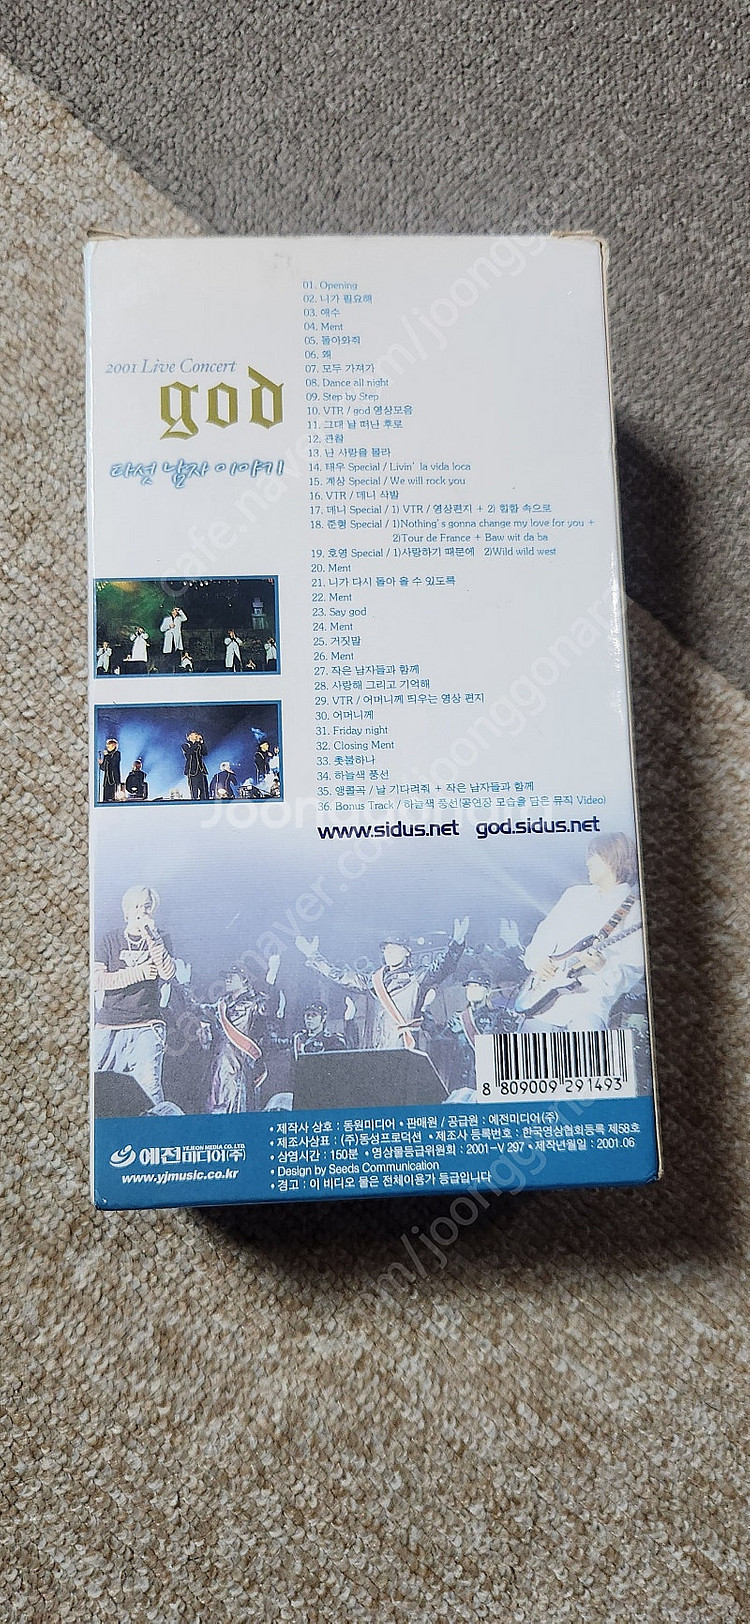 2001 Live Concert
god
다섯 남자 이야기
01. Opening
02. 니가 필요해
03. 애수
04. Ment
05. 돌아와줘
06. 왜
07. 모두 가져가
08. Dance all night
09. Step by Step
10. VTR / god 영상모음
11. 그대 날 떠난 후로
12. 관찰
13. 난 사랑을 몰라
14. 태우 Special / Livin' la vida loca
15. 계상 Special / We will rock you
16. VTR / 데니 삭발
17. 데니 Special / 1) VTR / 영상편지 + 2) 힙합 속으로
18. 준형 Special / 1)Nothing's gonna change my love for you +
2)Tour de France + Baw wit da ba
19. 호영 Special / 1)사랑하기 때문에 2)Wild wild west
20. Ment
21. 니가 다시 돌아 올 수 있도록
22. Ment
23. Say god
24. Ment
25. 거짓말
26. Ment
27. 작은 남자들과 함께
28. 사랑해 그리고 기억해
29. VTR / 어머니께 띄우는 영상 편지
30. 어머니께
31. Friday night
32. Closing Ment
33. 촛불하나
34. 하늘색 풍선
35. 앵콜곡 / 날 기다려줘 + 작은 남자들과 함께
36. Bonus Track / 하늘색 풍선(공연장 모습을 담은 뮤직 Video)
www.sidus.net god.sidus.net
8 809009 291493
YEJEON MEDIA CO. LTD.
예전미디어(주)
www.yjmusic.co.kr
• 제작사 상호 : 동원미디어 • 판매원 / 공급원 : 예전미디어(주)
• 제조사상표 : (주)동성프로덕션 • 제조사 등록번호 : 한국영상협회등록 제58호
• 상영시간 : 150분 • 영상물등급위원회 : 2001-V 297 • 제작년월일 : 2001.06
• Design by Seeds Communication
• 경고 : 이 비디오 물은 전체이용가 등급입니다